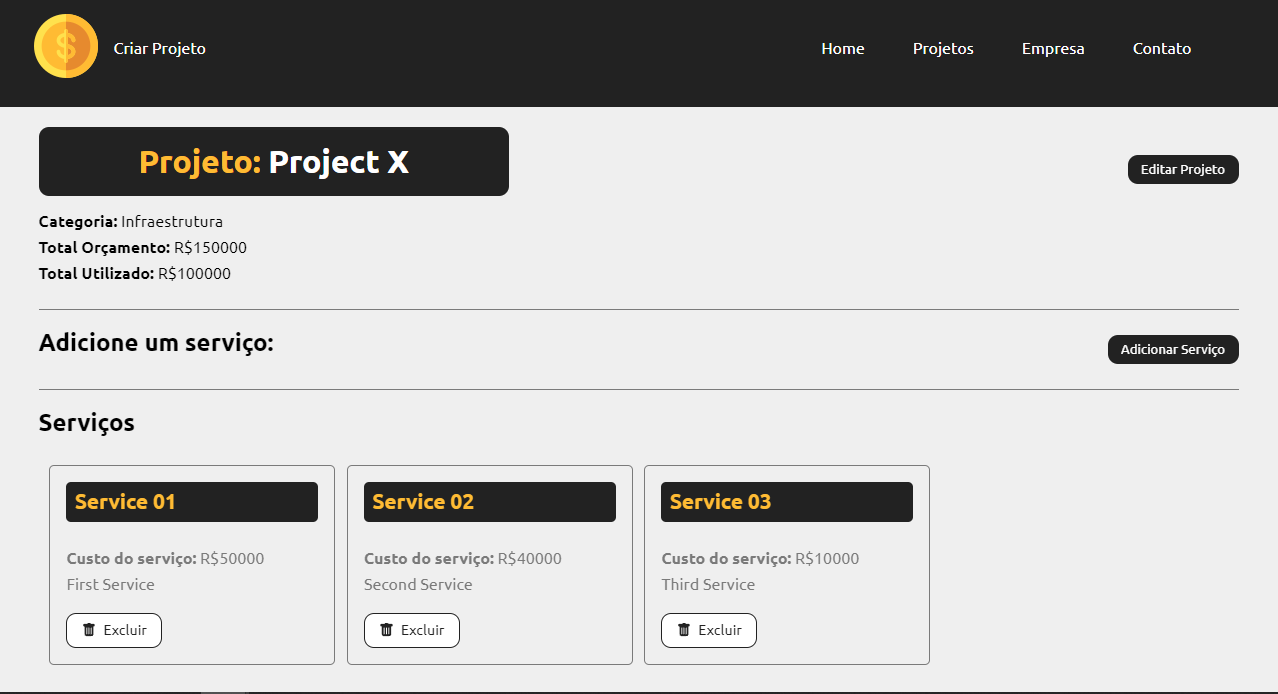 $
Criar Projeto
Home
Projetos
Empresa
Contato
Projeto: Project X
Editar Projeto
Categoria: Infraestrutura
Total Orçamento: R$150000
Total Utilizado: R$100000
Adicione um serviço:
Adicionar Serviço
Serviços
Service 01
Custo do serviço: R$50000
First Service
Excluir
Service 02
Custo do serviço: R$40000
Second Service
Excluir
Service 03
Custo do serviço: R$10000
Third Service
Excluir